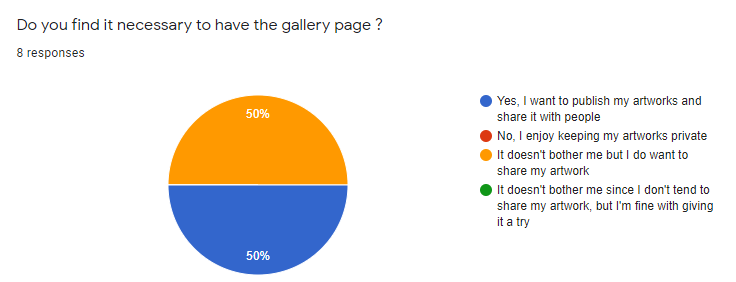 Do you find it necessary to have the gallery page ?
8 responses
50%
50%
Yes, I want to publish my artworks and
share it with people
No, I enjoy keeping my artworks private
It doesn't bother me but I do want to
share my artwork
It doesn't bother me since I don't tend to
share my artwork, but I'm fine with giving
it a try